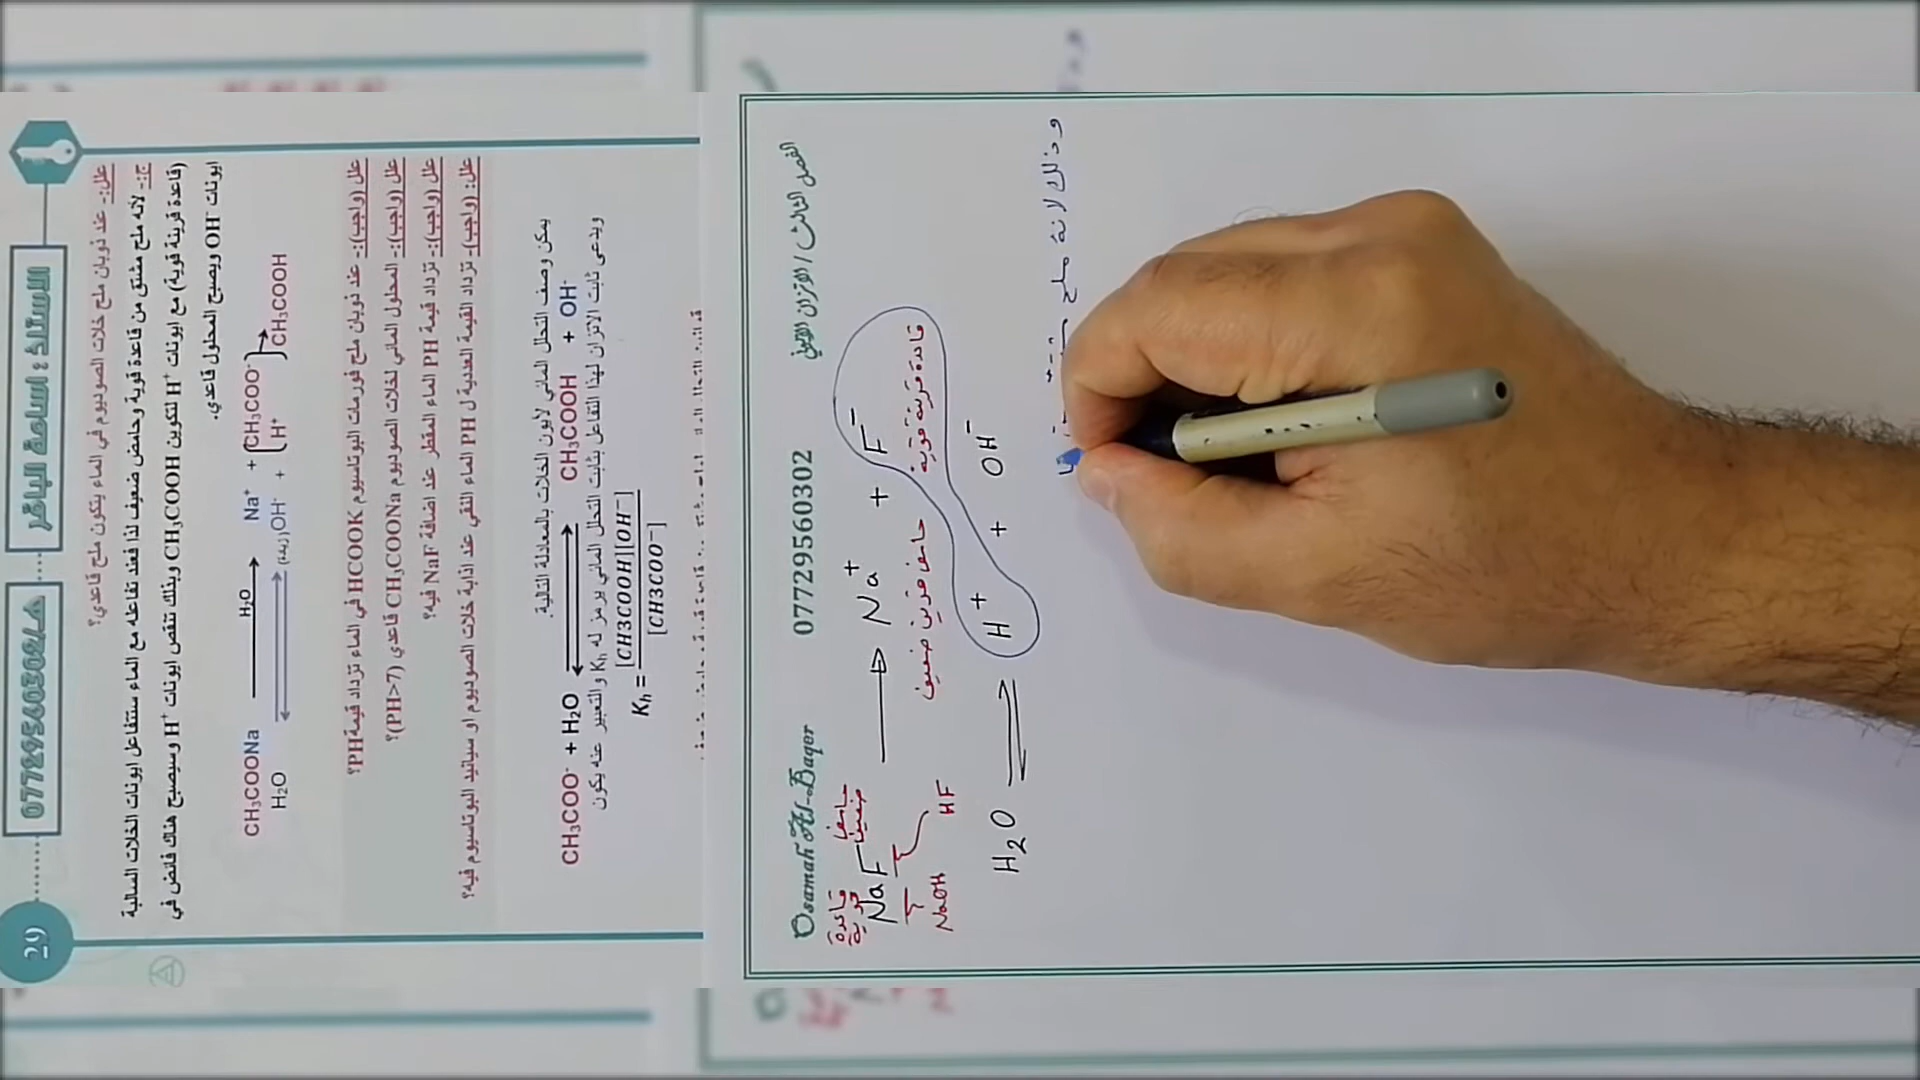 29
07729560302 هـ/
الاستاذ : اسامة الباقر
علل:- عند ذوبان ملح خلات الصوديوم في الماء يتكون ملح قاعدي؟
ج:- لأنه ملح مشتق من قاعدة قوية وحامض ضعيف لذا فعند تفاعله مع الماء ستتفاعل ايونات الخلات السالبة
(قاعدة قرينة قوية) مع ايونات H⁺ لتكوين CH₃COOH وبذلك تنقص ايونات H⁺ وسيصبح هناك فائض في
ايونات OH⁻ ويصبح المحلول قاعدي.
CH₃COONa H₂O Na⁺ + CH₃COO⁻
H₂O (زيادة)OH⁻ + H⁺ CH₃COOH
علل (واجب):- عند ذوبان ملح فورمات البوتاسيوم HCOOK في الماء تزداد قيمة PH؟
علل (واجب):- المحلول المائي لخلات الصوديوم CH₃COONa قاعدي (PH>7)؟
علل (واجب):- تزداد قيمة PH الماء المقطر عند اضافة NaF فيه؟
علل: (واجب)- تزداد القيمة العددية ل PH الماء النقي عند اذابة خلات الصوديوم او سيانيد البوتاسيوم فيه؟
يمكن وصف التحلل المائي لأيون الخلات بالمعادلة التالية.
CH₃COO⁻ + H₂O ⇌ CH₃COOH + OH⁻
ويدعى ثابت الاتزان لهذا التفاعل بثابت التحلل المائي يرمز له Kₕ والتعبير عنه يكون
Kₕ = [CH3COOH][OH⁻] / [CH3COO⁻]
Osamah Al-Baqer 07729560302 الفصل الثالث / الاتزان الايوني
قاعدة قوية حامض ضعيف
NaF → Na⁺ + F⁻
NaOH HF حامض قرين ضعيف قاعدة قرينة قوية
H₂O ⇌ H⁺ + OH⁻
وذلك لانه ملح